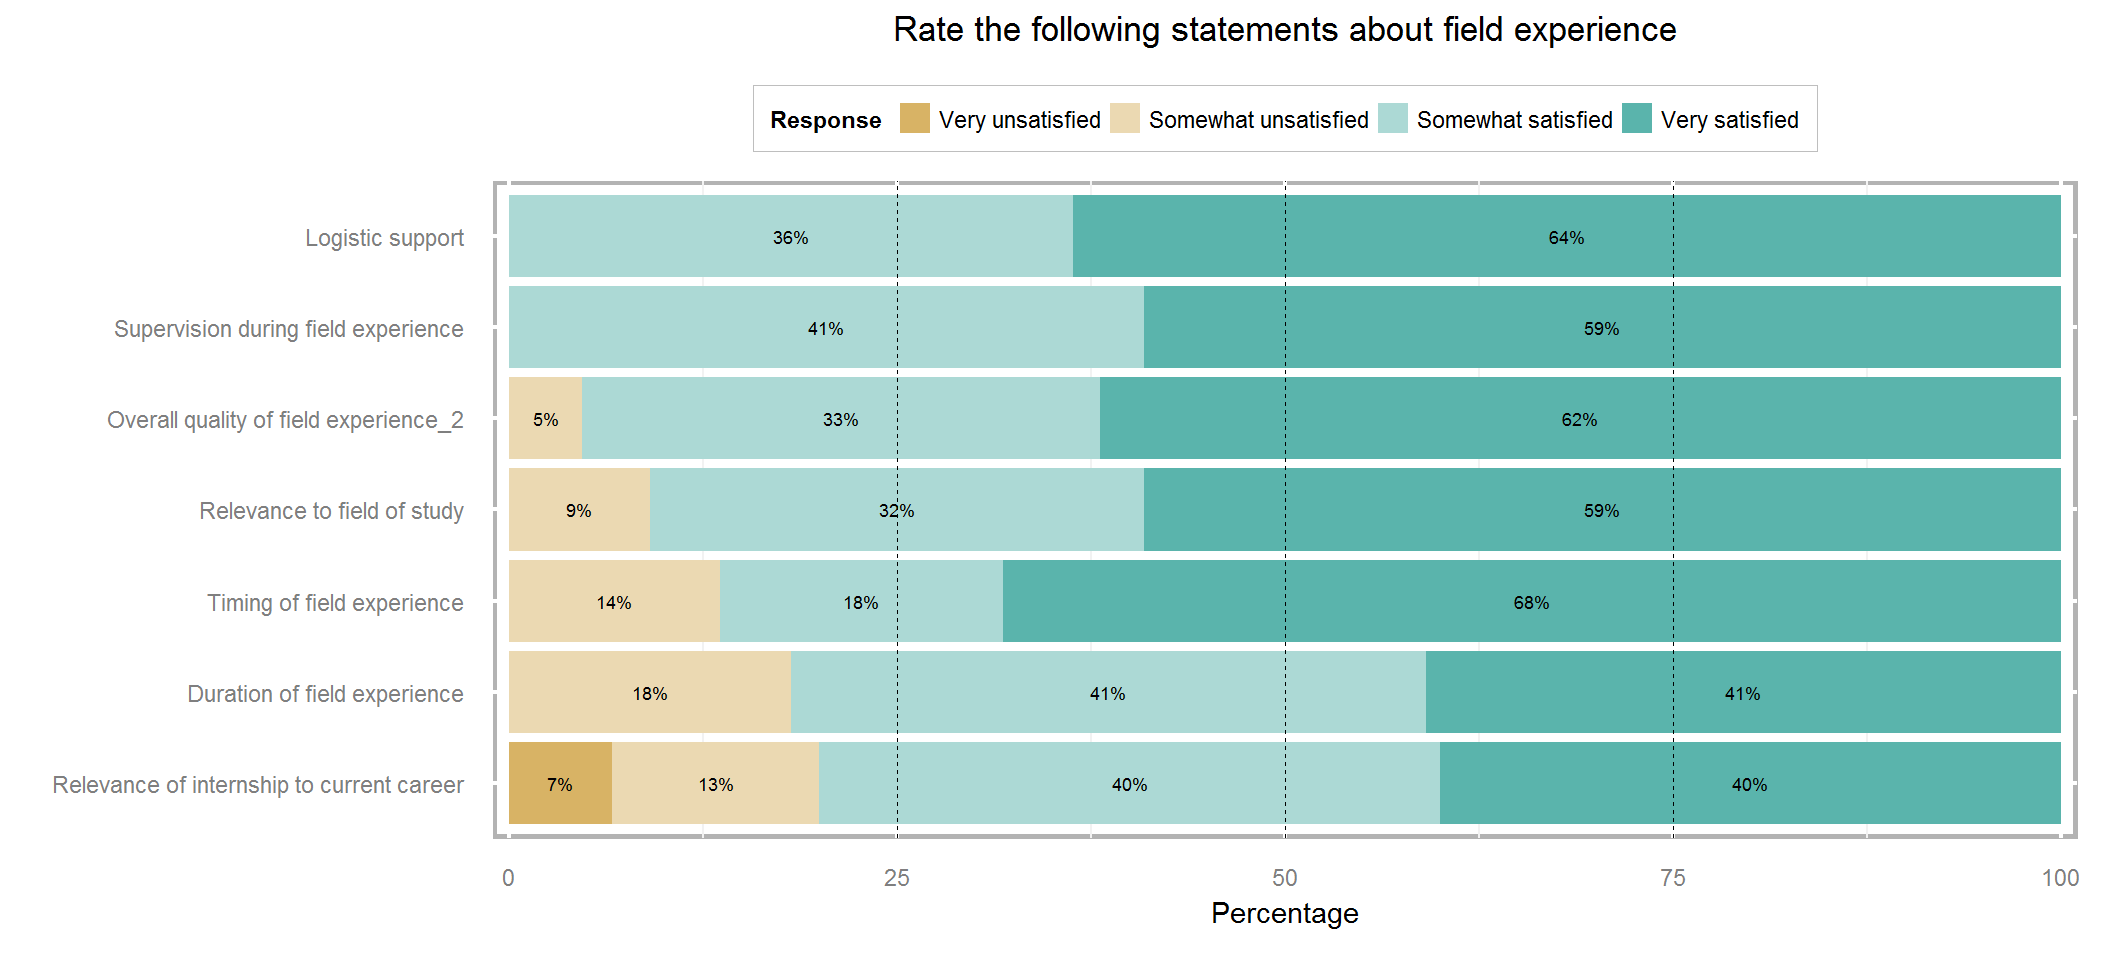 Rate the following statements about field experience
Response Very unsatisfied Somewhat unsatisfied Somewhat satisfied Very satisfied
Logistic support 36% 64%
Supervision during field experience 41% 59%
Overall quality of field experience_2 5% 33% 62%
Relevance to field of study 9% 32% 59%
Timing of field experience 14% 18% 68%
Duration of field experience 18% 41% 41%
Relevance of internship to current career 7% 13% 40% 40%
0 25 50 75 100
Percentage